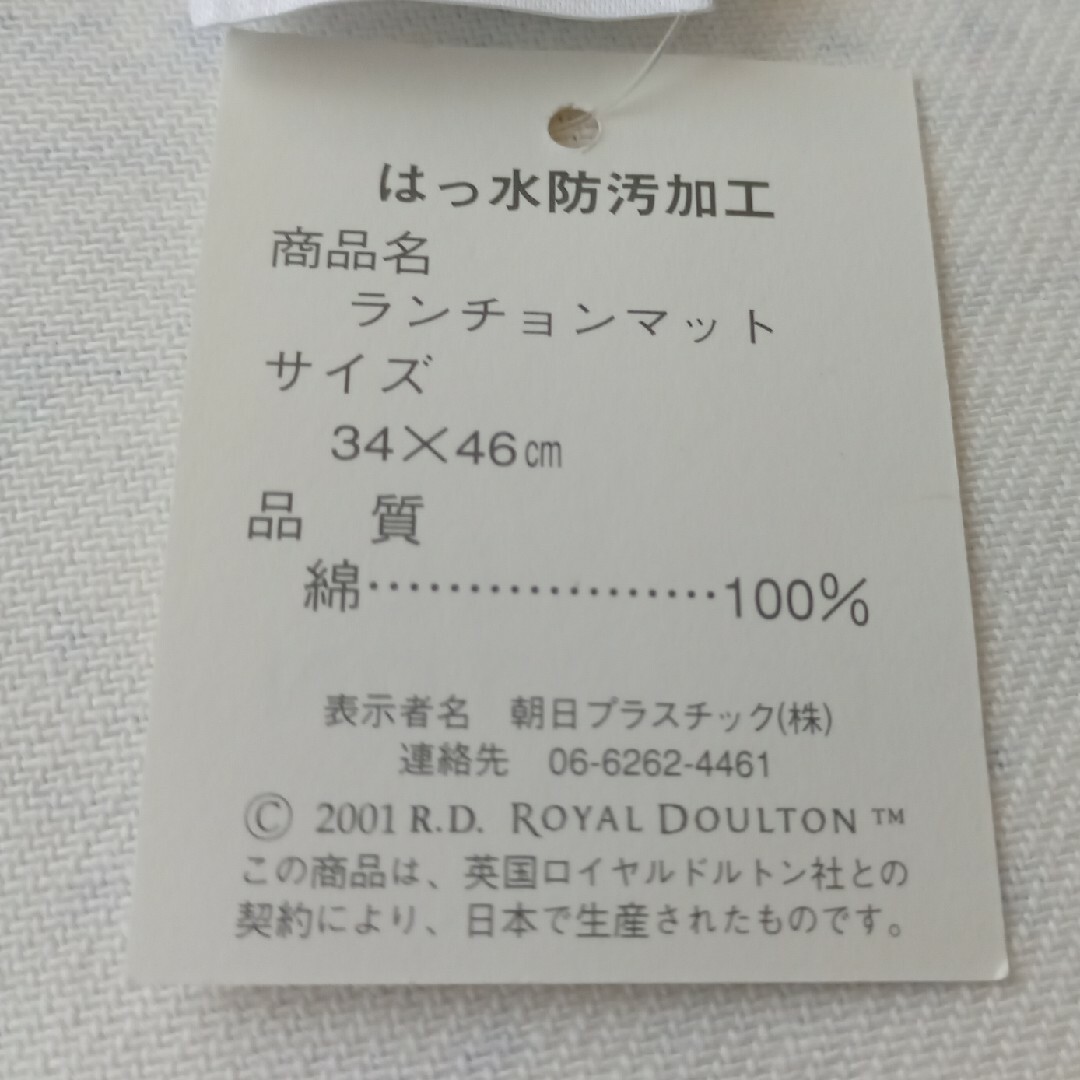 はっ水防汚加工
商品名
ランチョンマット
サイズ
34×46㎝
品 質
綿………………100%
表示者名 朝日プラスチック(株)
連絡先 06-6262-4461
© 2001 R.D. ROYAL DOULTON ™
この商品は、英国ロイヤルドルトン社との
契約により、日本で生産されたものです。